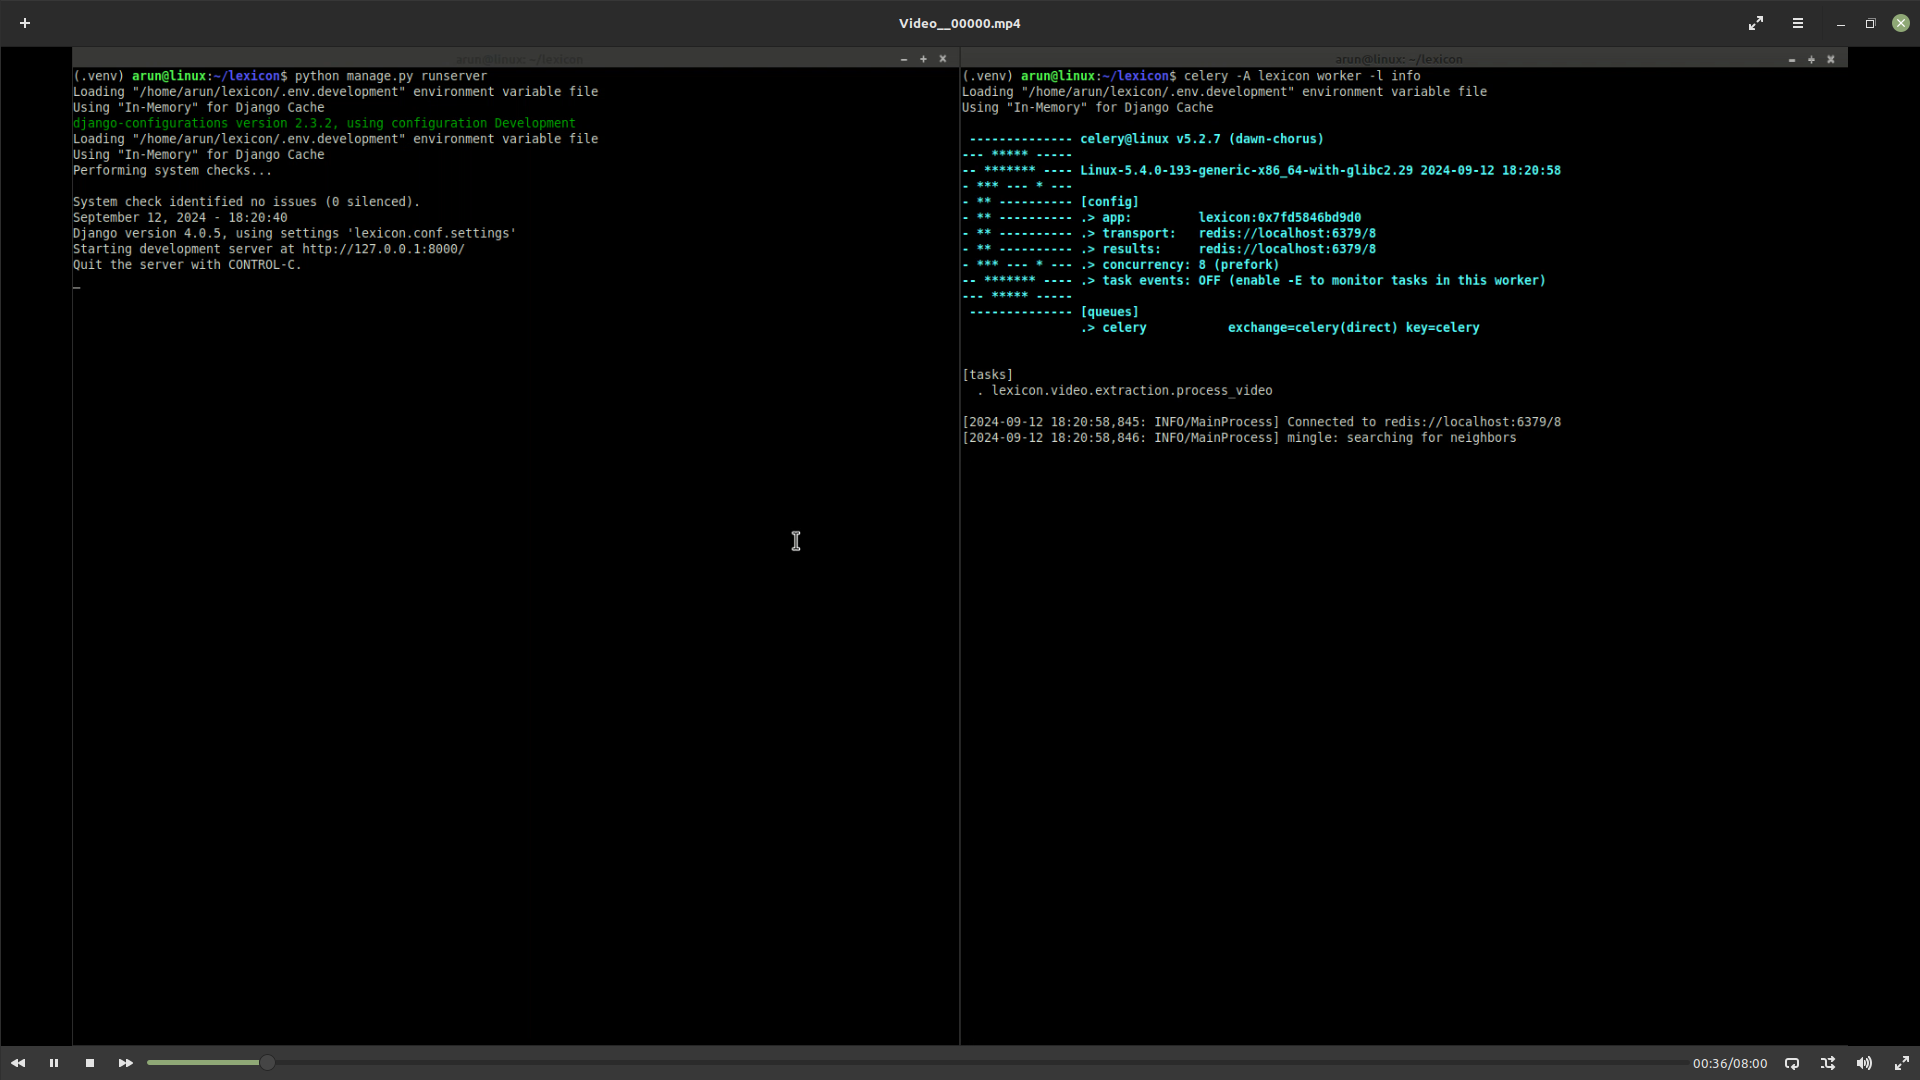 Video__00000.mp4
arun@linux: ~/lexicon
(.venv) arun@linux:~/lexicon$ python manage.py runserver
Loading "/home/arun/lexicon/.env.development" environment variable file
Using "In-Memory" for Django Cache
django-configurations version 2.3.2, using configuration Development
Loading "/home/arun/lexicon/.env.development" environment variable file
Using "In-Memory" for Django Cache
Performing system checks...
System check identified no issues (0 silenced).
September 12, 2024 - 18:20:40
Django version 4.0.5, using settings 'lexicon.conf.settings'
Starting development server at http://127.0.0.1:8000/
Quit the server with CONTROL-C.
arun@linux: ~/lexicon
(.venv) arun@linux:~/lexicon$ celery -A lexicon worker -l info
Loading "/home/arun/lexicon/.env.development" environment variable file
Using "In-Memory" for Django Cache
 -------------- celery@linux v5.2.7 (dawn-chorus)
--- ***** -----
-- ******* ---- Linux-5.4.0-193-generic-x86_64-with-glibc2.29 2024-09-12 18:20:58
- *** --- * ---
- ** ---------- [config]
- ** ---------- .> app:         lexicon:0x7fd5846bd9d0
- ** ---------- .> transport:   redis://localhost:6379/8
- ** ---------- .> results:     redis://localhost:6379/8
- *** --- * --- .> concurrency: 8 (prefork)
-- ******* ---- .> task events: OFF (enable -E to monitor tasks in this worker)
--- ***** -----
 -------------- [queues]
                .> celery           exchange=celery(direct) key=celery
[tasks]
  . lexicon.video.extraction.process_video
[2024-09-12 18:20:58,845: INFO/MainProcess] Connected to redis://localhost:6379/8
[2024-09-12 18:20:58,846: INFO/MainProcess] mingle: searching for neighbors
00:36/08:00